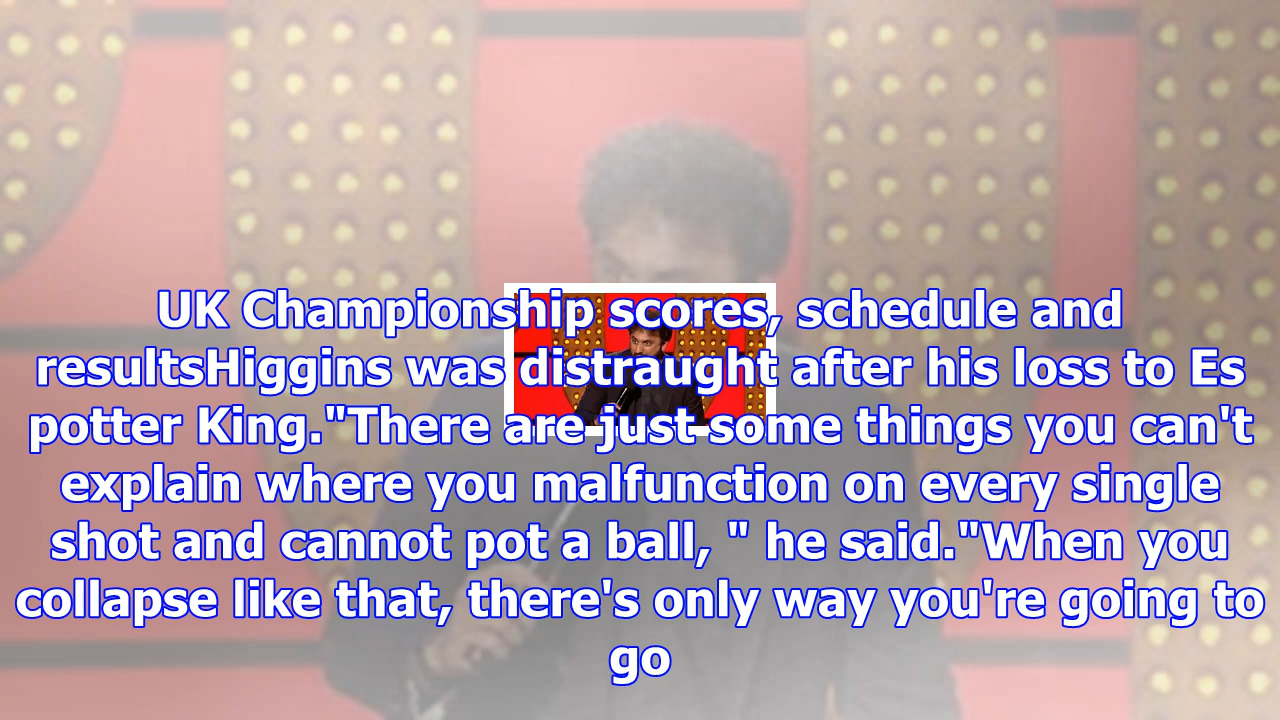 UK Championship scores, schedule and
resultsHiggins was distraught after his loss to Es
potter King."There are just some things you can't
explain where you malfunction on every single
shot and cannot pot a ball, " he said."When you
collapse like that, there's only way you're going to
go